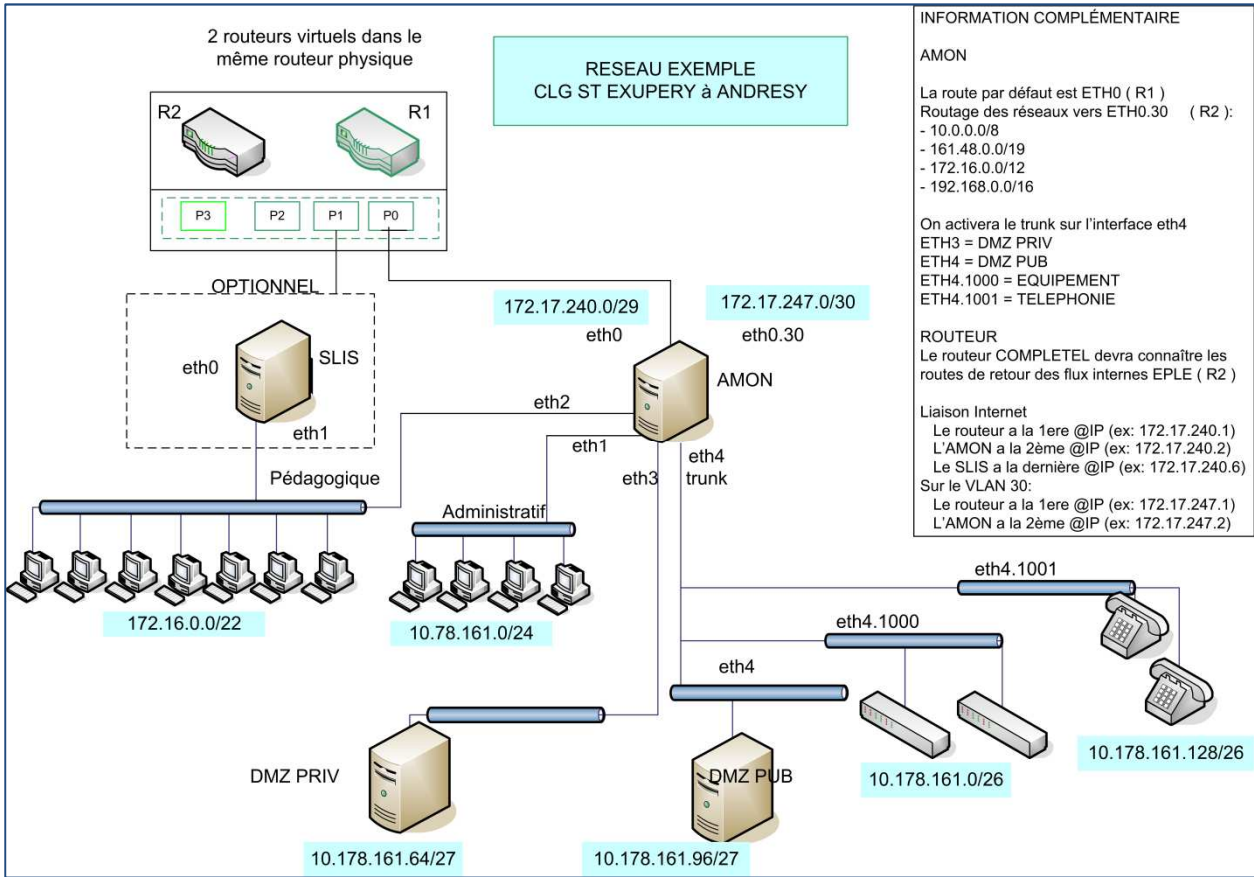 2 routeurs virtuels dans le
même routeur physique
R2
R1
P3
P2
P1
P0
RESEAU EXEMPLE
CLG ST EXUPERY à ANDRESY
INFORMATION COMPLÉMENTAIRE
AMON
La route par défaut est ETH0 ( R1 )
Routage des réseaux vers ETH0.30 ( R2 ):
- 10.0.0.0/8
- 161.48.0.0/19
- 172.16.0.0/12
- 192.168.0.0/16
On activera le trunk sur l'interface eth4
ETH3 = DMZ PRIV
ETH4 = DMZ PUB
ETH4.1000 = EQUIPEMENT
ETH4.1001 = TELEPHONIE
ROUTEUR
Le routeur COMPLETEL devra connaître les
routes de retour des flux internes EPLE ( R2 )
Liaison Internet
Le routeur a la 1ere @IP (ex: 172.17.240.1)
L'AMON a la 2ème @IP (ex: 172.17.240.2)
Le SLIS a la dernière @IP (ex: 172.17.240.6)
Sur le VLAN 30:
Le routeur a la 1ere @IP (ex: 172.17.247.1)
L'AMON a la 2ème @IP (ex: 172.17.247.2)
OPTIONNEL
172.17.240.0/29
172.17.247.0/30
eth0
eth0.30
SLIS
eth0
AMON
eth2
eth1
eth1
eth3
eth4
trunk
Pédagogique
Administratif
172.16.0.0/22
10.78.161.0/24
eth4.1001
eth4.1000
eth4
DMZ PRIV
DMZ PUB
10.178.161.128/26
10.178.161.0/26
10.178.161.64/27
10.178.161.96/27